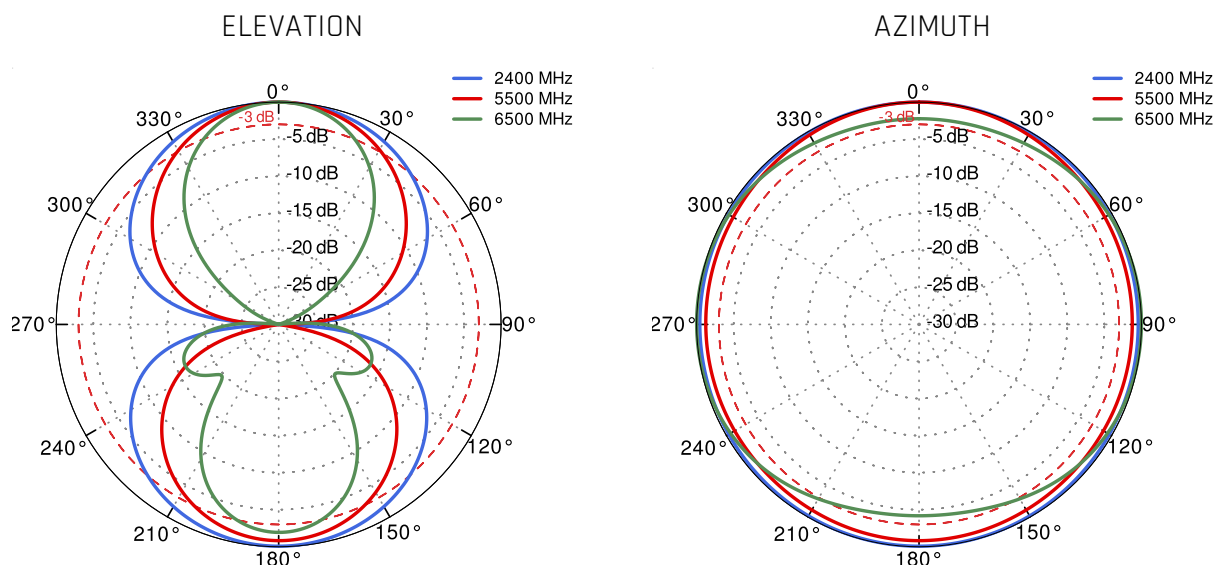 ELEVATION
2400 MHz
5500 MHz
6500 MHz
0°
330°
-3 dB
30°
-5 dB
-10 dB
300°
60°
-15 dB
-20 dB
-25 dB
270°
-30 dB
90°
240°
120°
210°
150°
180°
AZIMUTH
2400 MHz
5500 MHz
6500 MHz
0°
330°
-3 dB
30°
-5 dB
-10 dB
300°
60°
-15 dB
-20 dB
-25 dB
270°
-30 dB
90°
240°
120°
210°
150°
180°